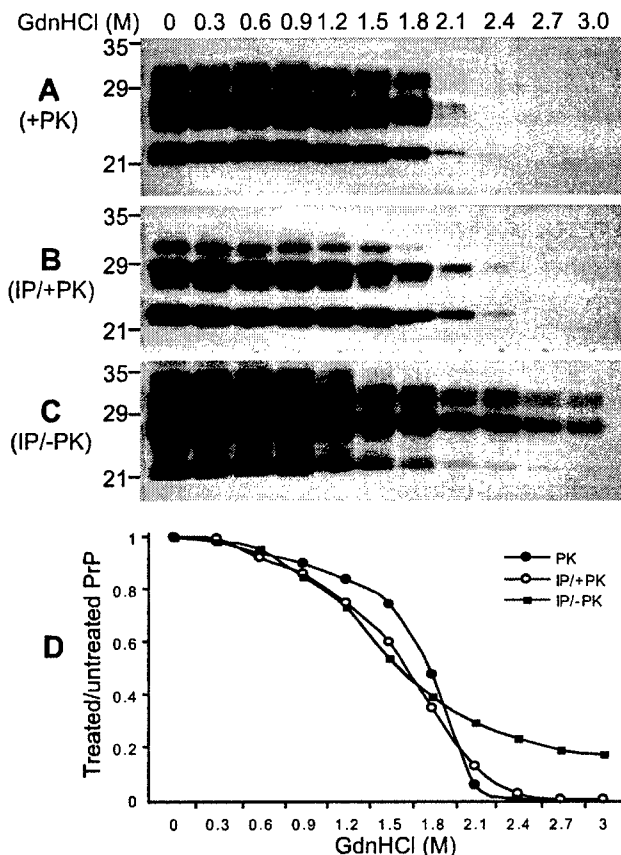 GdnHCl (M) 0 0.3 0.6 0.9 1.2 1.5 1.8 2.1 2.4 2.7 3.0
A
(+PK)
35
29
21
B
(IP/+PK)
35
29
21
C
(IP/-PK)
35
29
21
D
Treated/untreated PrP
1
0.8
0.6
0.4
0.2
0
PK
IP/+PK
IP/-PK
0 0.3 0.6 0.9 1.2 1.5 1.8 2.1 2.4 2.7 3
GdnHCl (M)